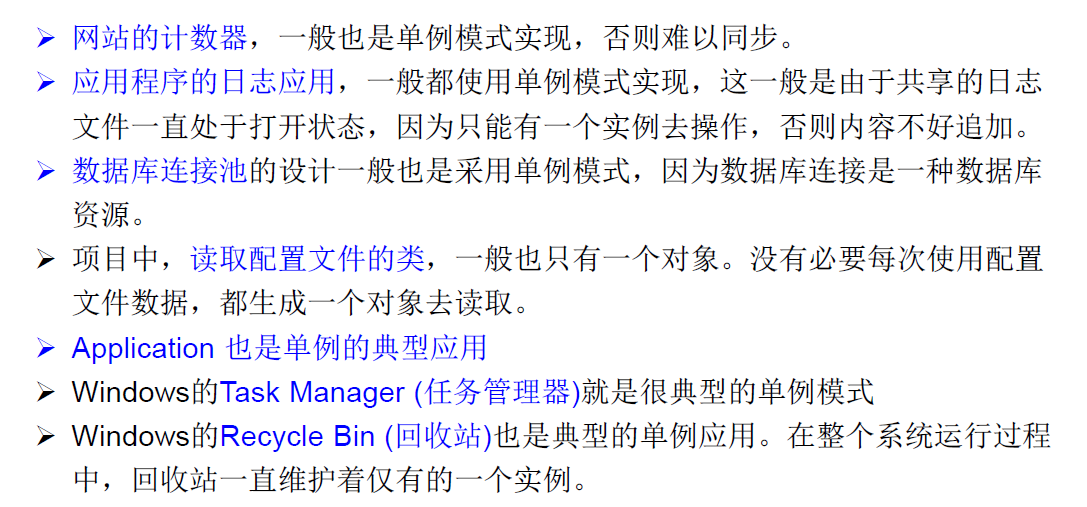 ➢ 网站的计数器，一般也是单例模式实现，否则难以同步。
➢ 应用程序的日志应用，一般都使用单例模式实现，这一般是由于共享的日志
文件一直处于打开状态，因为只能有一个实例去操作，否则内容不好追加。
➢ 数据库连接池的设计一般也是采用单例模式，因为数据库连接是一种数据库
资源。
➢ 项目中，读取配置文件的类，一般也只有一个对象。没有必要每次使用配置
文件数据，都生成一个对象去读取。
➢ Application 也是单例的典型应用
➢ Windows的Task Manager (任务管理器)就是很典型的单例模式
➢ Windows的Recycle Bin (回收站)也是典型的单例应用。在整个系统运行过程
中，回收站一直维护着仅有的一个实例。